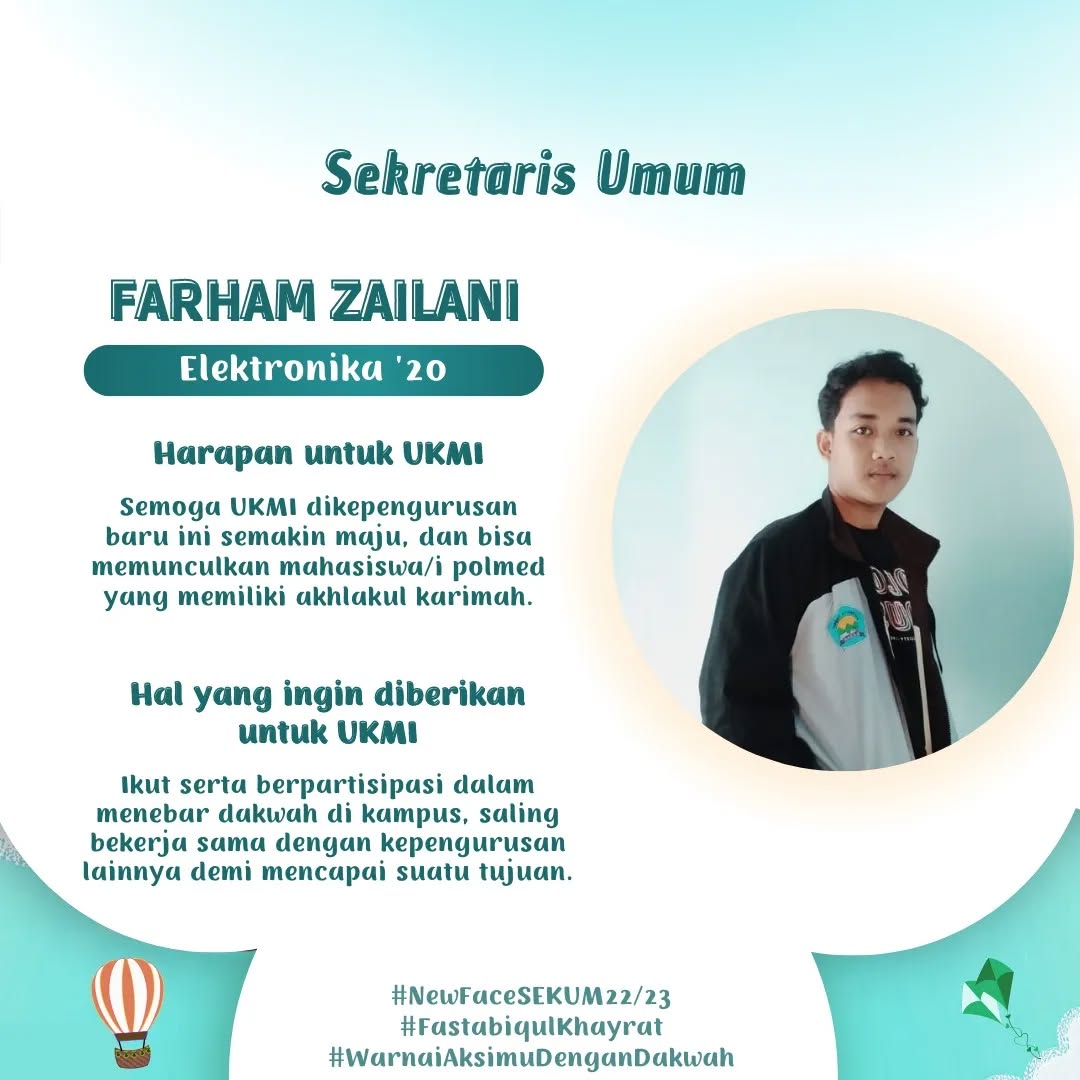 Sekretaris Umum
FARHAM ZAILANI
Elektronika '20
Harapan untuk UKMI
Semoga UKMI dikepengurusan
baru ini semakin maju, dan bisa
memunculkan mahasiswa/i polmed
yang memiliki akhlakul karimah.
Hal yang ingin diberikan
untuk UKMI
Ikut serta berpartisipasi dalam
menebar dakwah di kampus, saling
bekerja sama dengan kepengurusan
lainnya demi mencapai suatu tujuan.
#NewFaceSEKUM22/23
#FastabiqulKhayrat
#WarnaiAksimuDenganDakwah